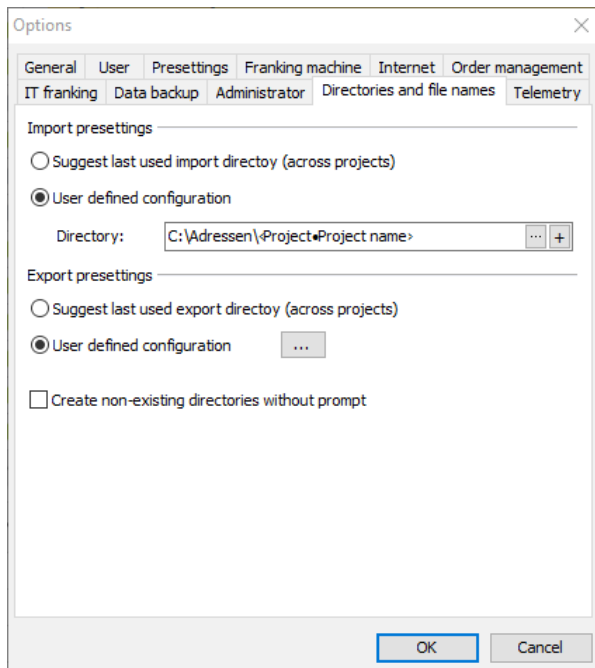 Options
General User Presettings Franking machine Internet Order management
IT franking Data backup Administrator Directories and file names Telemetry
Import presettings
Suggest last used import directoy (across projects)
User defined configuration
Directory: C:\Adressen\<Project•Project name> ... +
Export presettings
Suggest last used export directoy (across projects)
User defined configuration ...
Create non-existing directories without prompt
OK Cancel